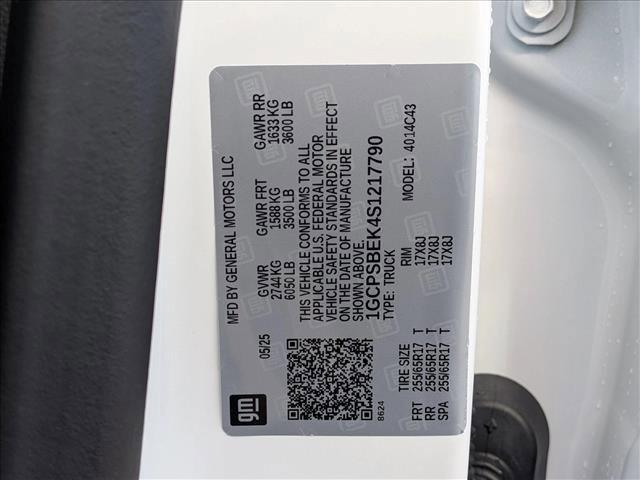 MFD BY GENERAL MOTORS LLC
05/25
GVWR
2744 KG
6050 LB
GAWR FRT
1588 KG
3500 LB
GAWR RR
1633 KG
3600 LB
THIS VEHICLE CONFORMS TO ALL
APPLICABLE U.S. FEDERAL MOTOR
VEHICLE SAFETY STANDARDS IN EFFECT
ON THE DATE OF MANUFACTURE
SHOWN ABOVE.
1GCPSBEK4S1217790
TYPE: TRUCK
MODEL: 4014C43
gm
8624
TIRE SIZE RIM
FRT 255/65R17 T 17X8J
RR 255/65R17 T 17X8J
SPA 255/65R17 T 17X8J